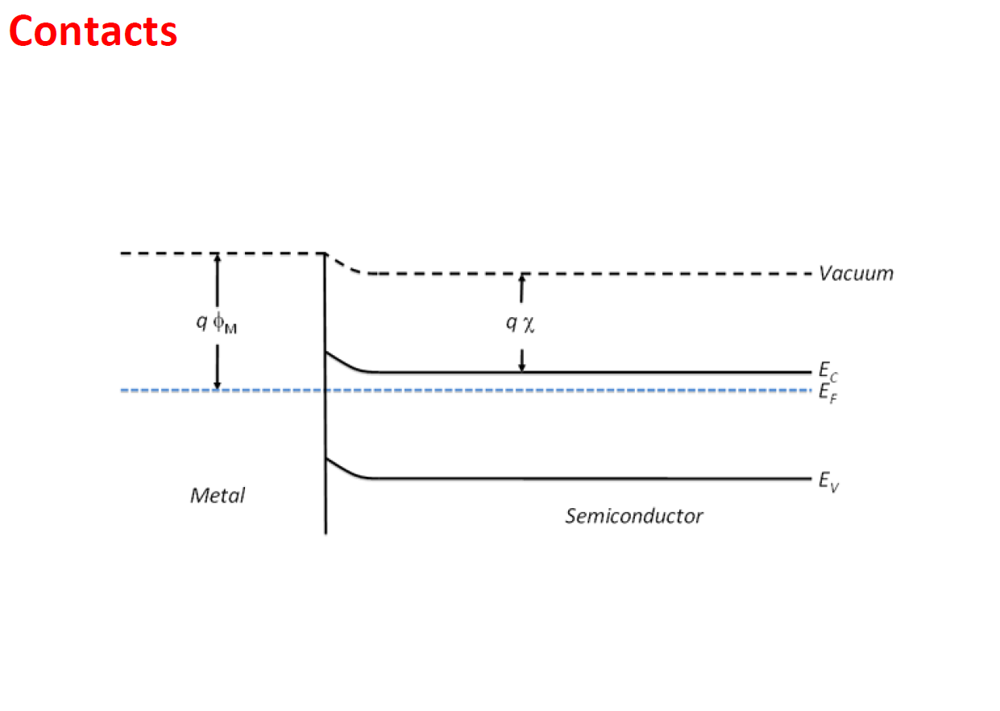 Contacts
Vacuum
q ϕM
q χ
EC
EF
EV
Metal
Semiconductor